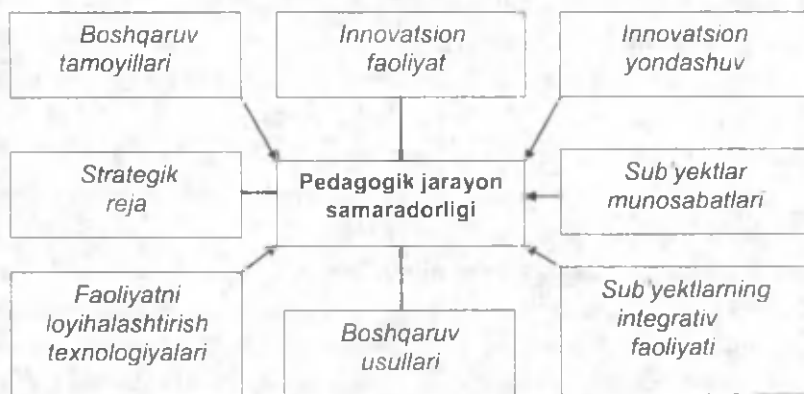 Boshqaruv
tamoyillari
Innovatsion
faoliyat
Innovatsion
yondashuv
Strategik
reja
Pedagogik jarayon
samaradorligi
Sub'yektlar
munosabatlari
Faoliyatni
loyihalashtirish
texnologiyalari
Boshqaruv
usullari
Sub'yektlarning
integrativ
faoliyati